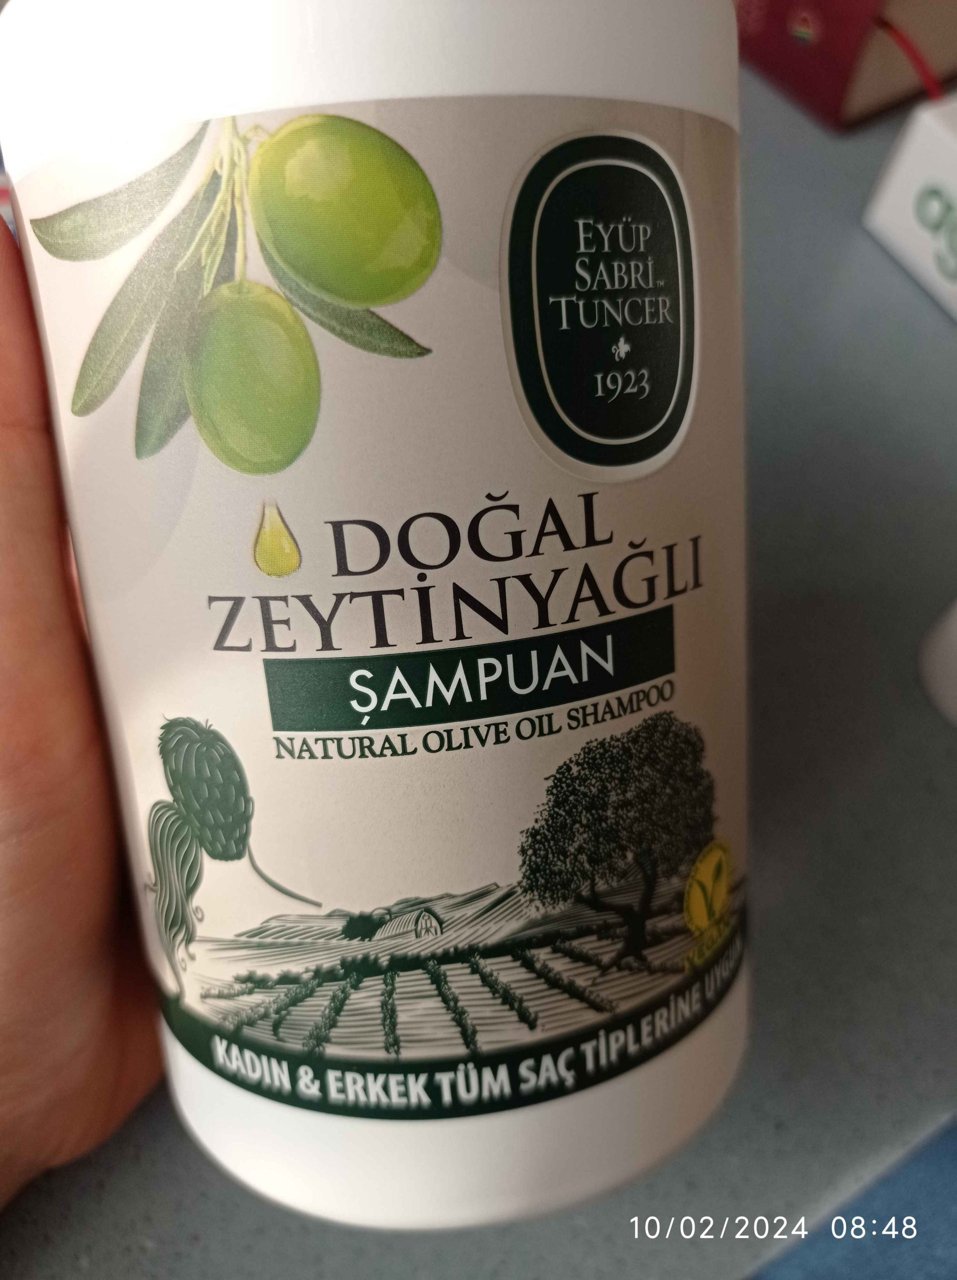 EYÜP
SABRİ
TUNCER
1923
DOĞAL
ZEYTİNYAĞLI
ŞAMPUAN
NATURAL OLIVE OIL SHAMPOO
KADIN & ERKEK TÜM SAÇ TİPLERİNE
10/02/2024 08:48